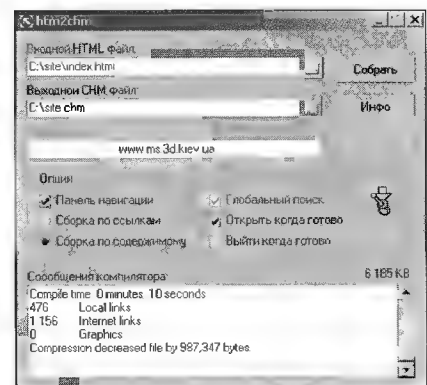 htm2chm
Входной HTML файл:
C:\site\index.html
Собрать
Выходной CHM файл:
C:\site.chm
Инфо
www.ms.3d.kiev.ua
Опции
Панель навигации
Глобальный поиск
Сборка по ссылкам
Открыть когда готово
Сборка по содержимому
Выйти когда готово
Сообщения компилятора:
6 185 KB
Compile time: 0 minutes, 10 seconds
476 Local links
1 156 Internet links
0 Graphics
Compression decreased file by 987,347 bytes.